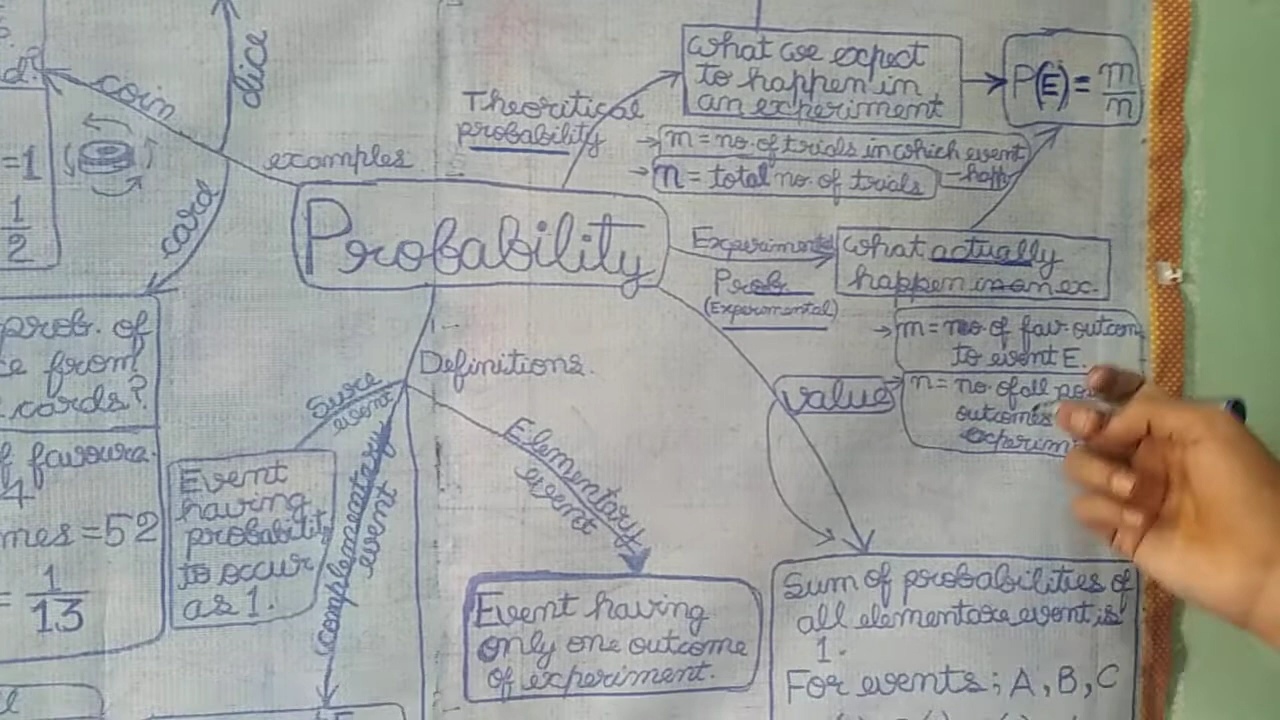 dice
coin
d?
examples
=1
1
2
card
Probability
Theoritical
probability
What we expect
to happen in
an experiment
P(E) = m/n
m = no. of trials in which event
happ
n = total no. of trials
Experimental
Prob.
(Experomental)
What actually
happen in an ex.
m = no of fav. outcom
to event E.
n = no. of all po
outcomes
experim
value
Sum of probabilities of
all elementare event is
1.
For events; A, B, C
Definitions.
Sure
event
Event
having
probability
to occur
as 1.
complementary
event
Elementary
event
Event having
only one outcome
of experiment.
prob. of
from
cards?
favoura-
4
mes = 52
= 1
13